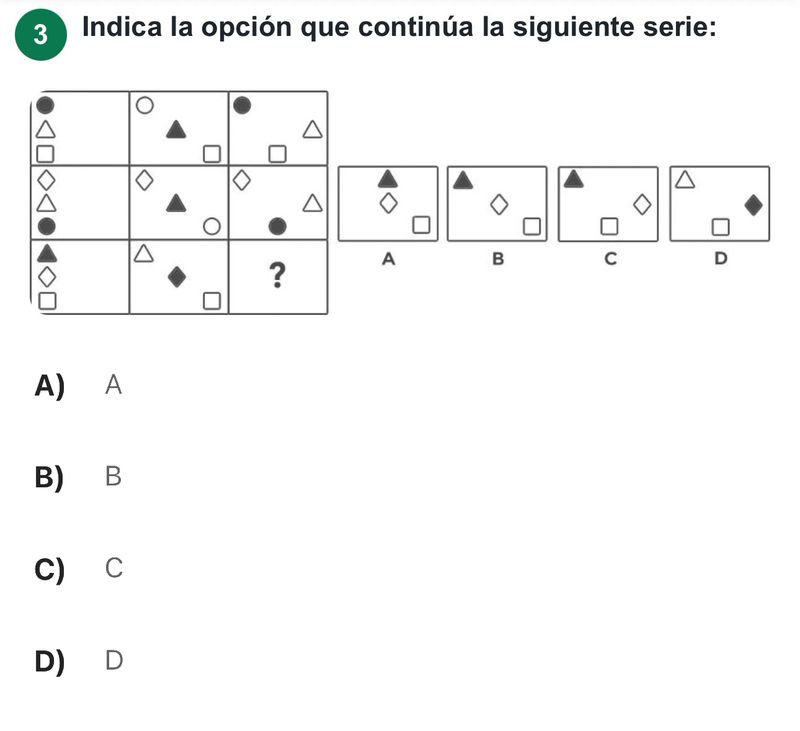 3 Indica la opción que continúa la siguiente serie:
?
A B C D
A) A
B) B
C) C
D) D